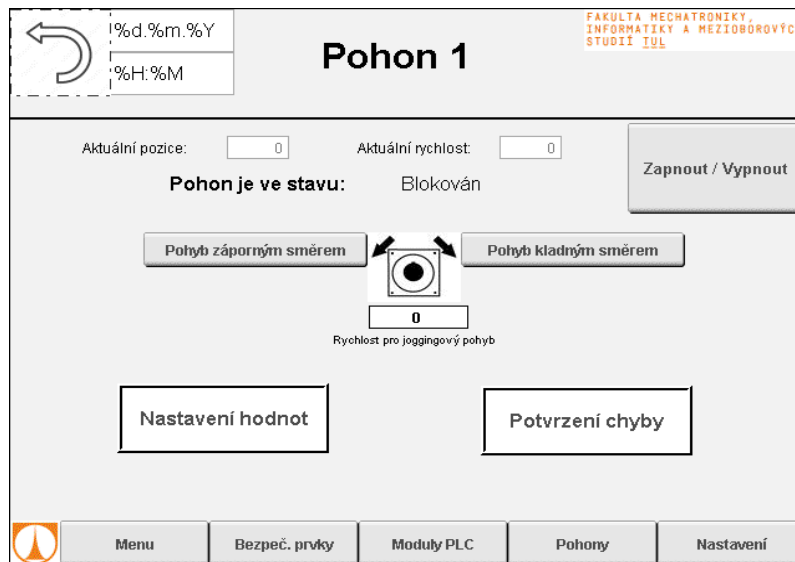 %d.%m.%Y
%H:%M
Pohon 1
FAKULTA MECHATRONIKY,
INFORMATIKY A MEZIOBOROVÝC
STUDIÍ TUL
Aktuální pozice: 0 Aktuální rychlost: 0
Zapnout / Vypnout
Pohon je ve stavu: Blokován
Pohyb záporným směrem Pohyb kladným směrem
0
Rychlost pro joggingový pohyb
Nastavení hodnot Potvrzení chyby
Menu Bezpeč. prvky Moduly PLC Pohony Nastavení